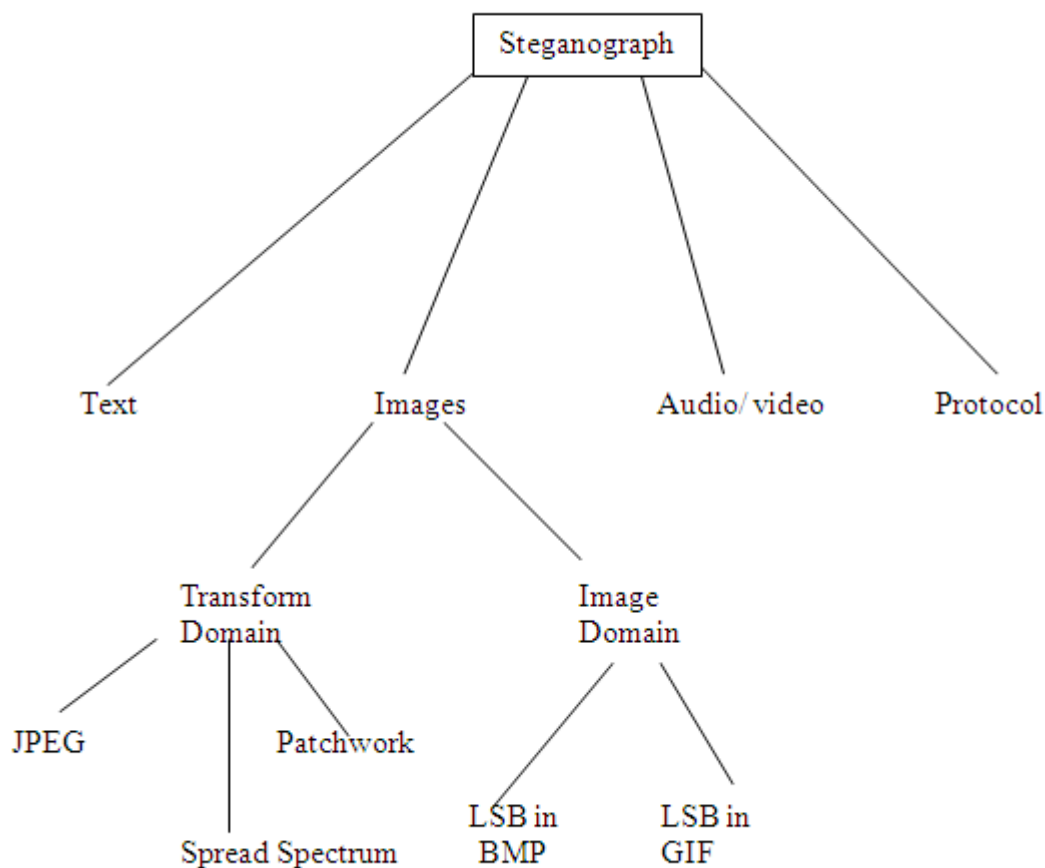 Steganograph
Text
Images
Audio/ video
Protocol
Transform
Domain
Image
Domain
JPEG
Patchwork
Spread Spectrum
LSB in
BMP
LSB in
GIF